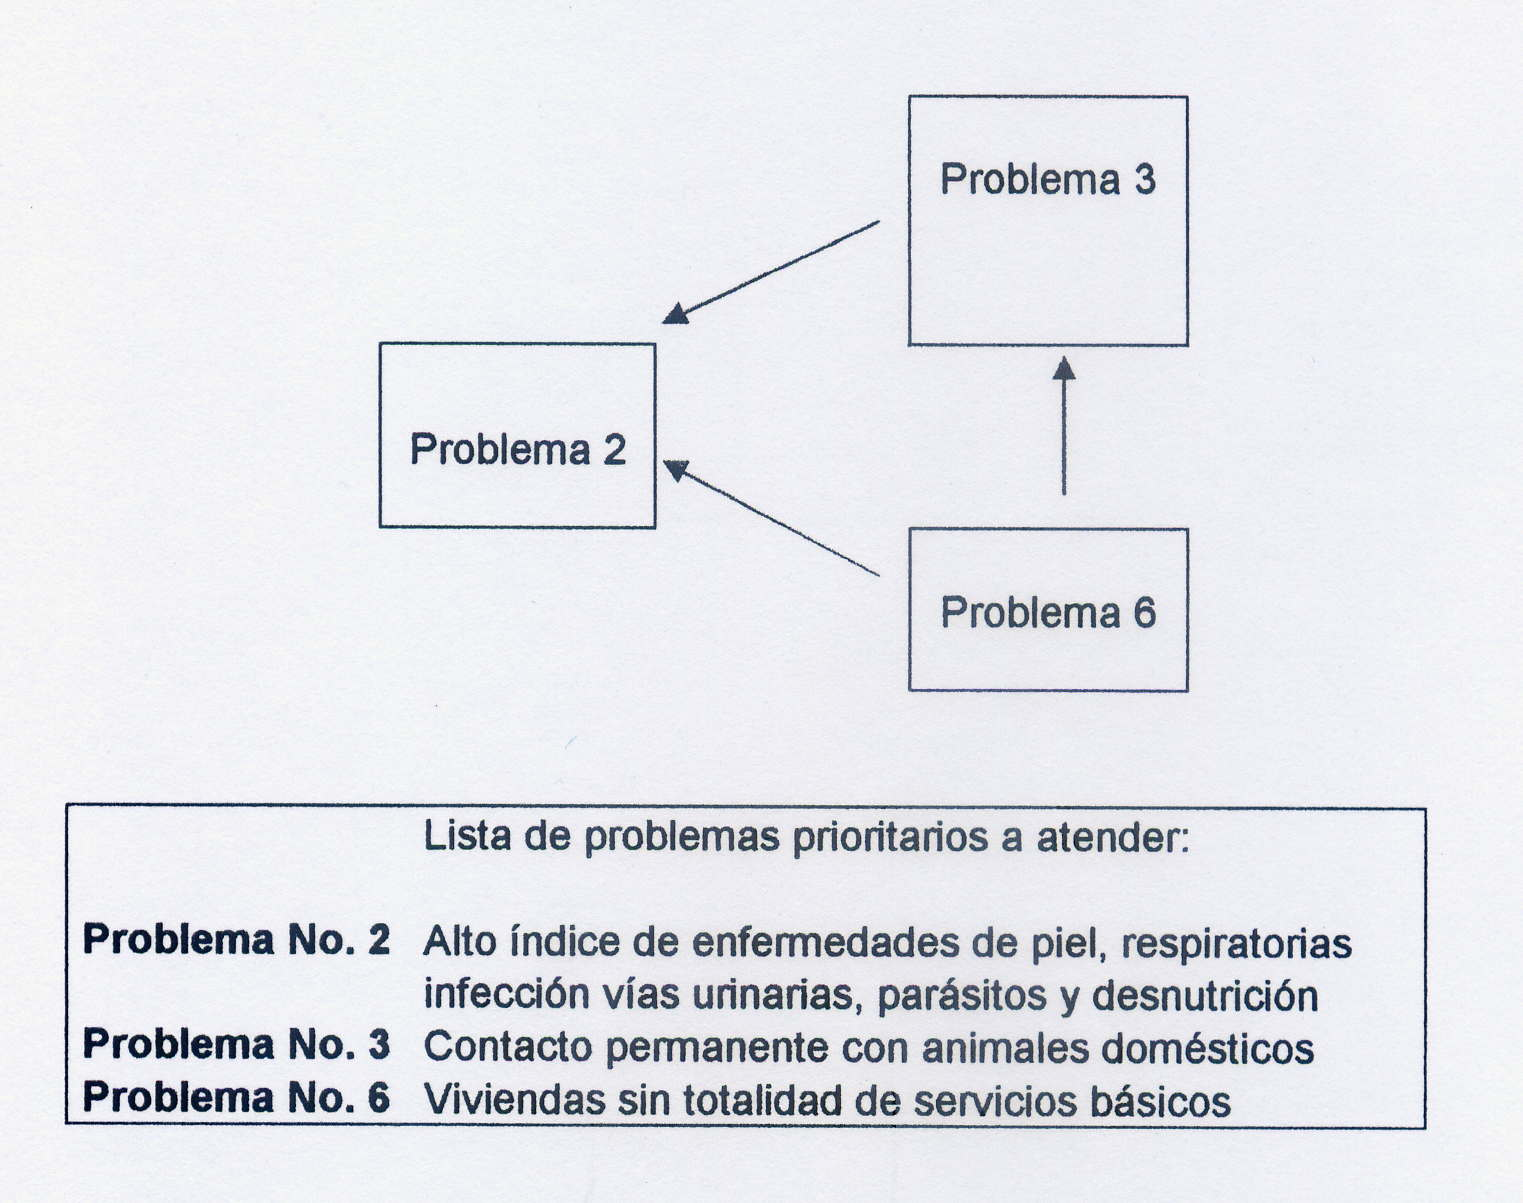 Problema 3
Problema 2
Problema 6
Lista de problemas prioritarios a atender:
Problema No. 2 Alto índice de enfermedades de piel, respiratorias
infección vías urinarias, parásitos y desnutrición
Problema No. 3 Contacto permanente con animales domésticos
Problema No. 6 Viviendas sin totalidad de servicios básicos